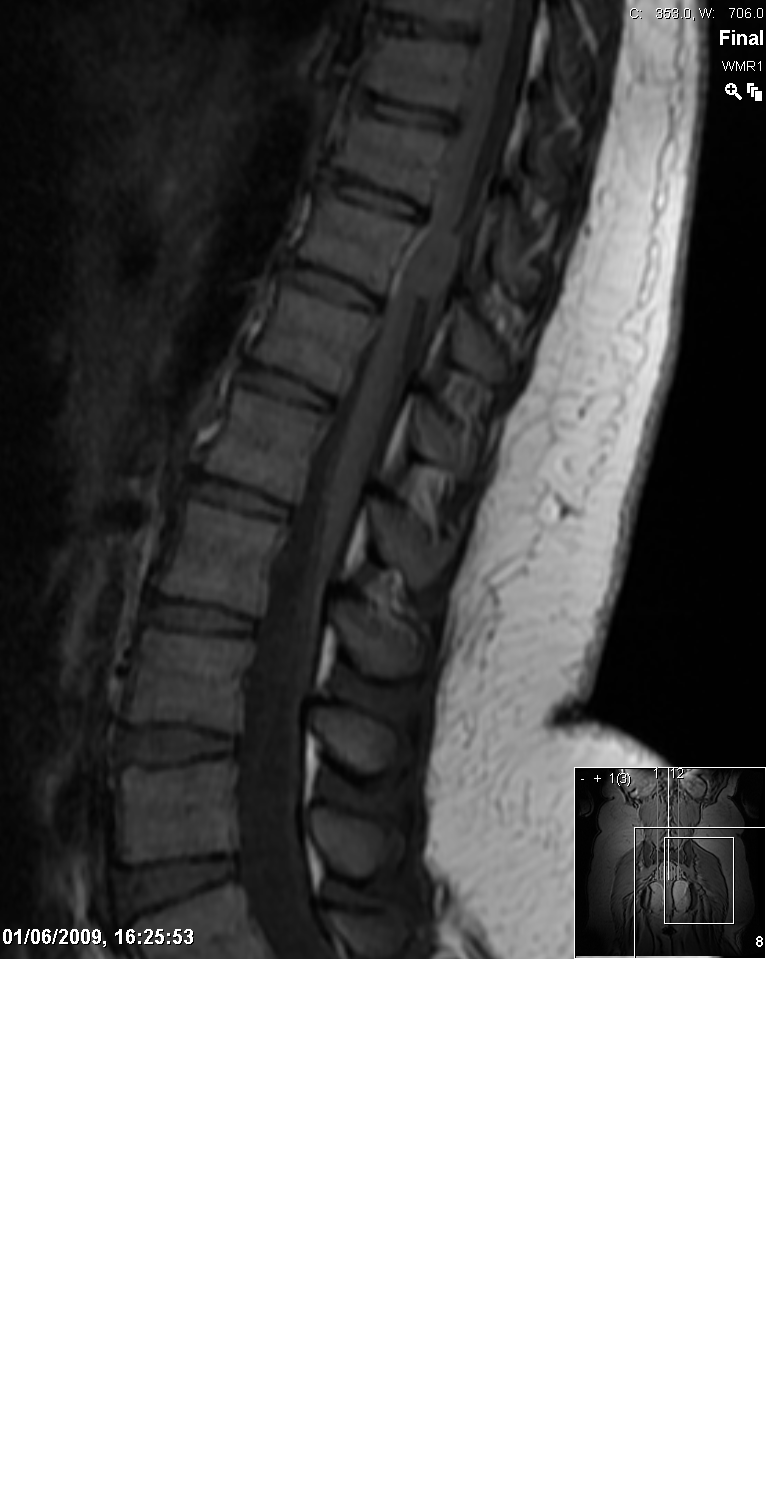 C: 353.0, W: 706.0
Final
WMR1
- + 1(3) 1 12
01/06/2009, 16:25:53
8